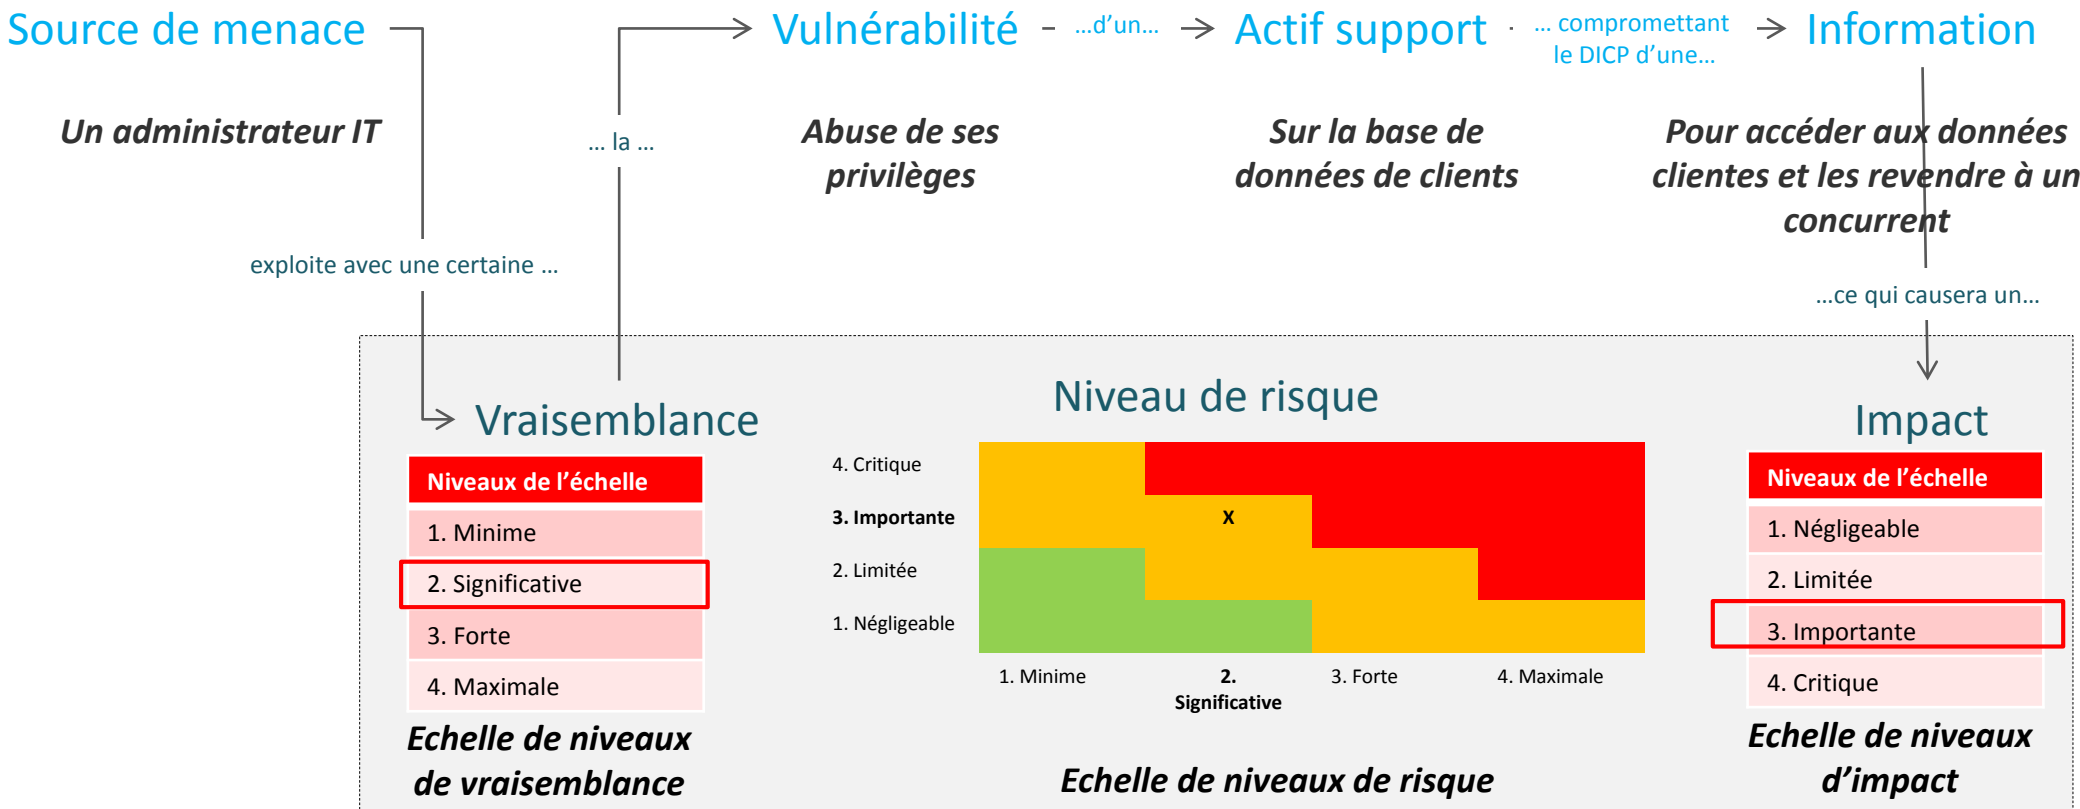 Source de menace
Vulnérabilité
...d'un...
Actif support
... compromettant
le DICP d'une...
Information
Un administrateur IT
... la ...
Abuse de ses
privilèges
Sur la base de
données de clients
Pour accéder aux données
clientes et les revendre à un
concurrent
exploite avec une certaine ...
...ce qui causera un...
Vraisemblance
Niveaux de l'échelle
1. Minime
2. Significative
3. Forte
4. Maximale
Echelle de niveaux
de vraisemblance
Niveau de risque
4. Critique
3. Importante
X
2. Limitée
1. Négligeable
1. Minime
2.
Significative
3. Forte
4. Maximale
Echelle de niveaux de risque
Impact
Niveaux de l'échelle
1. Négligeable
2. Limitée
3. Importante
4. Critique
Echelle de niveaux
d'impact